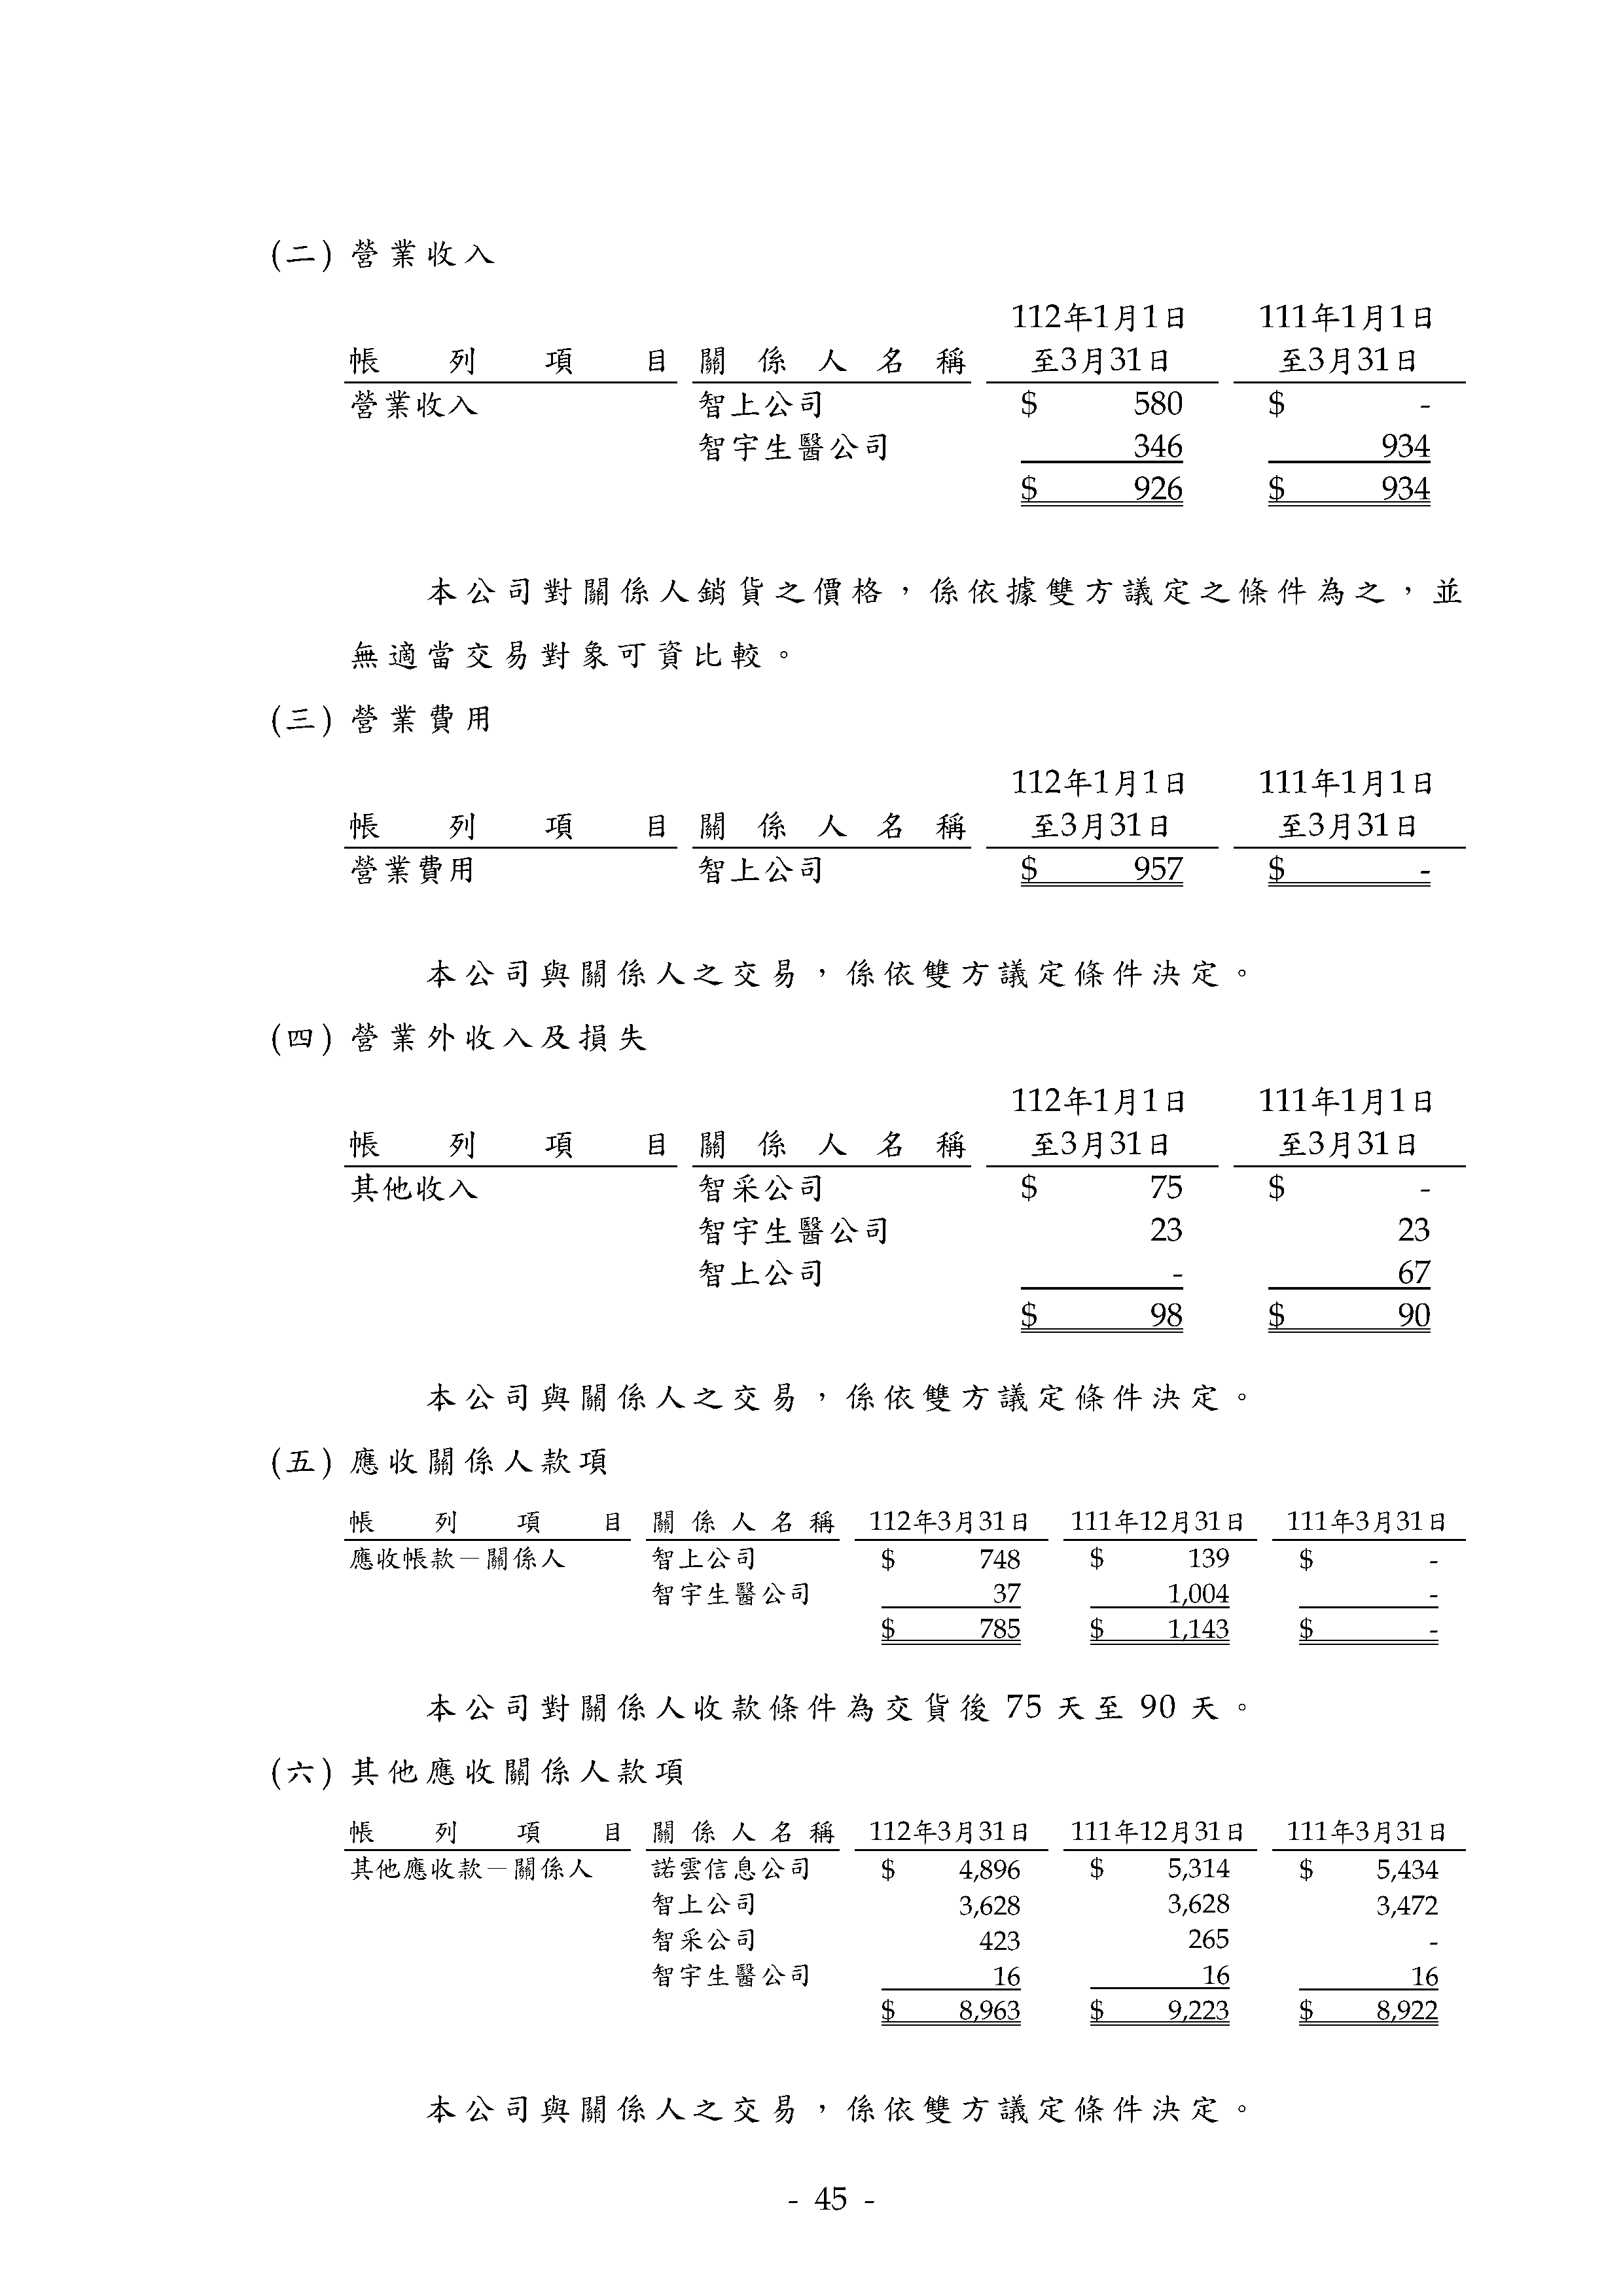 (二) 營業收入
112年1月1日 111年1月1日
帳列項目 關係人名稱 至3月31日 至3月31日
營業收入 智上公司 $ 580 $ -
智宇生醫公司 346 934
$ 926 $ 934
本公司對關係人銷貨之價格，係依據雙方議定之條件為之，並
無適當交易對象可資比較。
(三) 營業費用
112年1月1日 111年1月1日
帳列項目 關係人名稱 至3月31日 至3月31日
營業費用 智上公司 $ 957 $ -
本公司與關係人之交易，係依雙方議定條件決定。
(四) 營業外收入及損失
112年1月1日 111年1月1日
帳列項目 關係人名稱 至3月31日 至3月31日
其他收入 智采公司 $ 75 $ -
智宇生醫公司 23 23
智上公司 - 67
$ 98 $ 90
本公司與關係人之交易，係依雙方議定條件決定。
(五) 應收關係人款項
帳列項目 關係人名稱 112年3月31日 111年12月31日 111年3月31日
應收帳款－關係人 智上公司 $ 748 $ 139 $ -
智宇生醫公司 37 1,004 -
$ 785 $ 1,143 $ -
本公司對關係人收款條件為交貨後 75 天至 90 天。
(六) 其他應收關係人款項
帳列項目 關係人名稱 112年3月31日 111年12月31日 111年3月31日
其他應收款－關係人 諾雲信息公司 $ 4,896 $ 5,314 $ 5,434
智上公司 3,628 3,628 3,472
智采公司 423 265 -
智宇生醫公司 16 16 16
$ 8,963 $ 9,223 $ 8,922
本公司與關係人之交易，係依雙方議定條件決定。
- 45 -